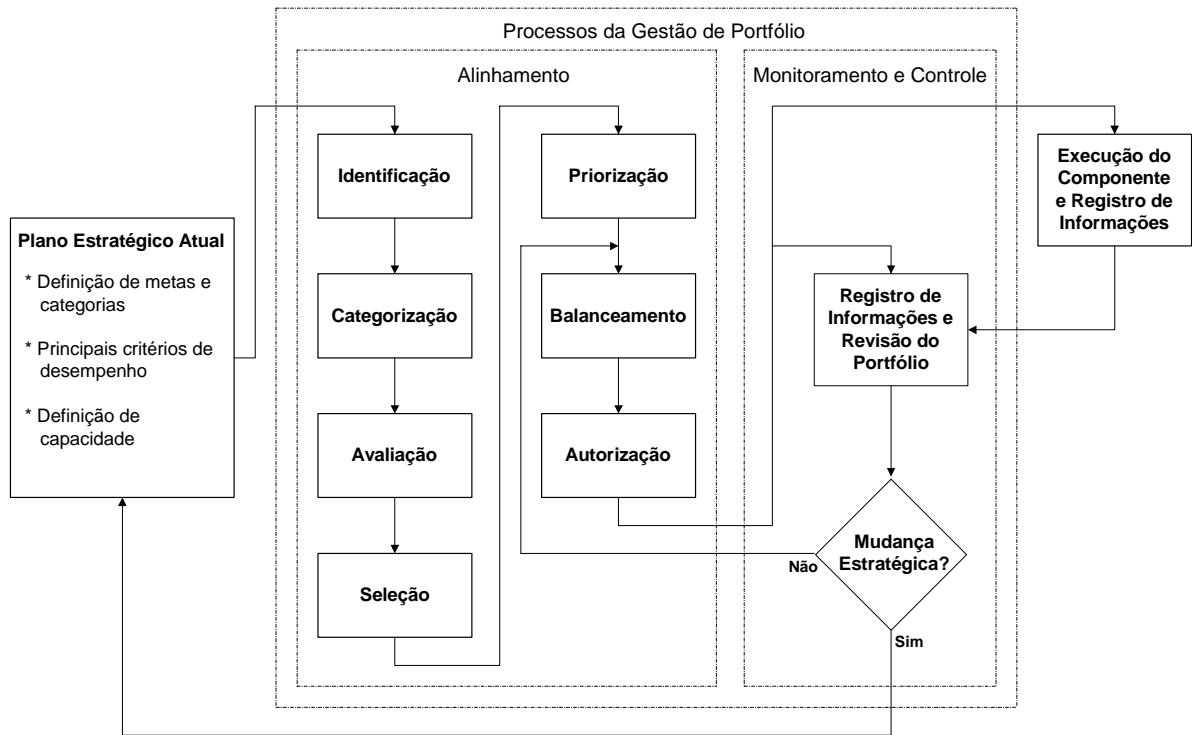 Processos da Gestão de Portfólio
Alinhamento
Monitoramento e Controle
Plano Estratégico Atual
* Definição de metas e
categorias
* Principais critérios de
desempenho
* Definição de
capacidade
Identificação
Categorização
Avaliação
Seleção
Priorização
Balanceamento
Autorização
Registro de
Informações e
Revisão do
Portfólio
Mudança
Estratégica?
Não
Sim
Execução do
Componente
e Registro de
Informações